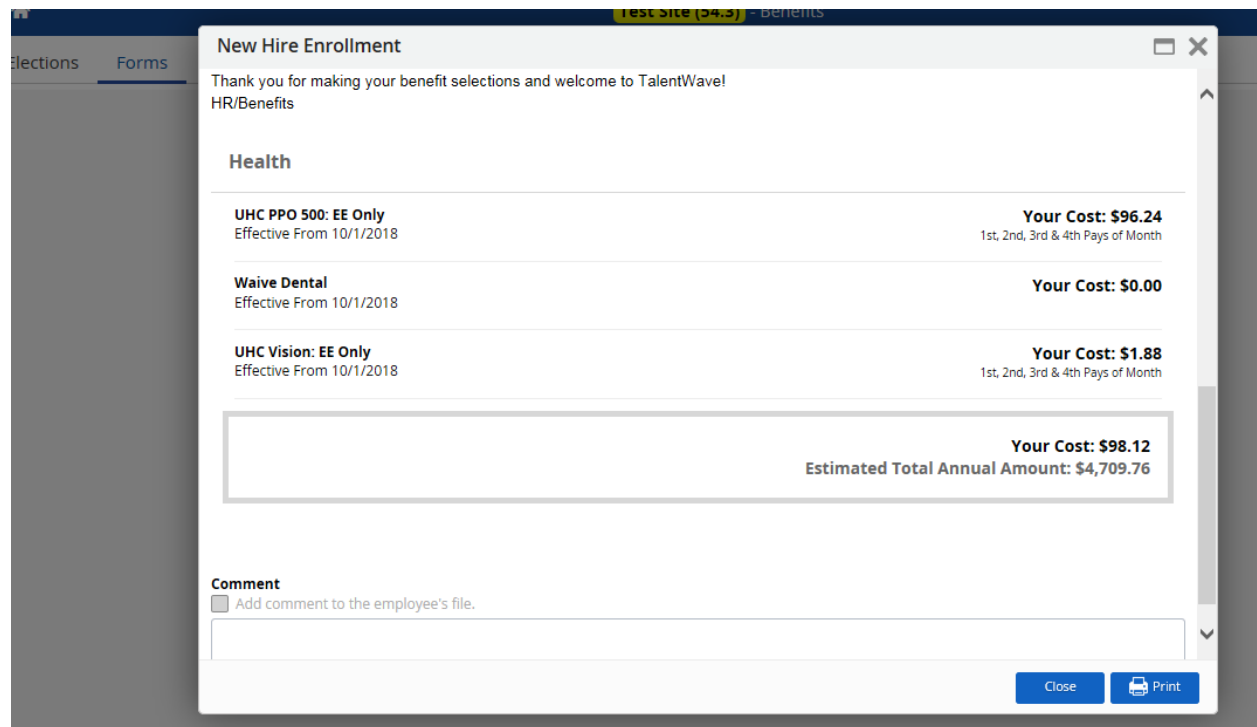 Test Site (54.3) - Benefits
New Hire Enrollment
Elections Forms
Thank you for making your benefit selections and welcome to TalentWave!
HR/Benefits
Health
UHC PPO 500: EE Only Your Cost: $96.24
Effective From 10/1/2018 1st, 2nd, 3rd & 4th Pays of Month
Waive Dental Your Cost: $0.00
Effective From 10/1/2018
UHC Vision: EE Only Your Cost: $1.88
Effective From 10/1/2018 1st, 2nd, 3rd & 4th Pays of Month
Your Cost: $98.12
Estimated Total Annual Amount: $4,709.76
Comment
Add comment to the employee's file.
Close Print